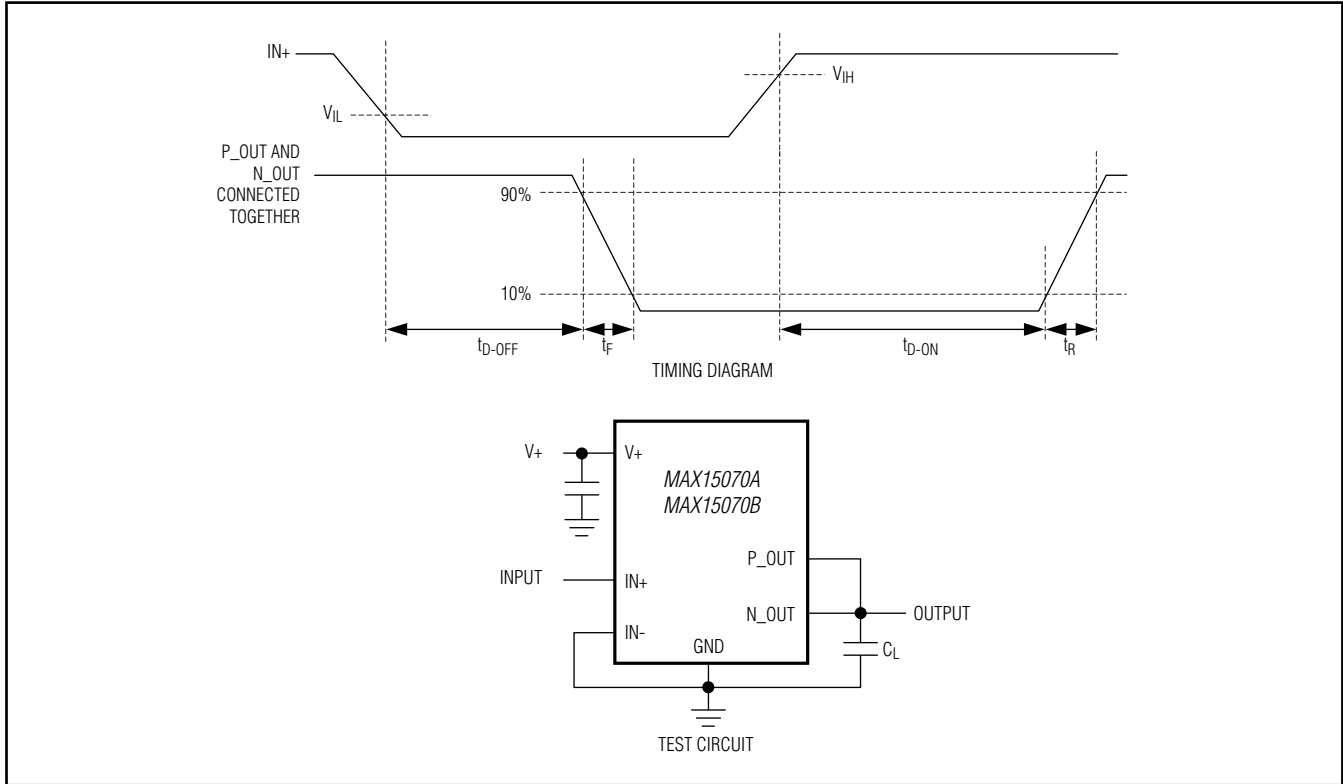 IN+
VIH
VIL
P_OUT AND
N_OUT
CONNECTED
TOGETHER
90%
10%
tD-OFF
tF
tD-ON
tR
TIMING DIAGRAM
V+
V+
MAX15070A
MAX15070B
P_OUT
INPUT
IN+
N_OUT
OUTPUT
IN-
GND
CL
TEST CIRCUIT